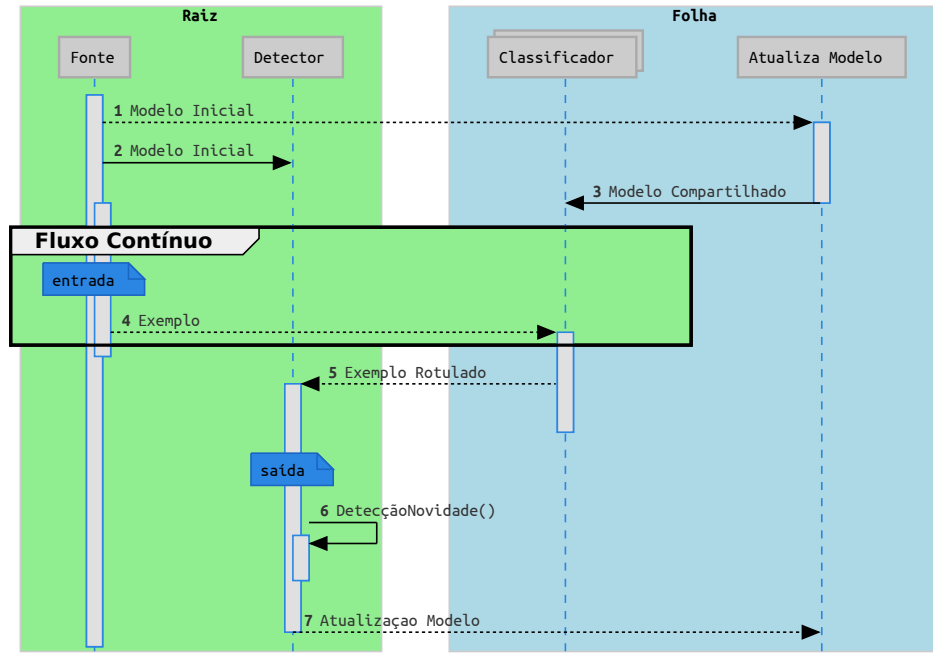 Raiz
Folha
Fonte
Detector
Classificador
Atualiza Modelo
1 Modelo Inicial
2 Modelo Inicial
3 Modelo Compartilhado
Fluxo Contínuo
entrada
4 Exemplo
5 Exemplo Rotulado
saída
6 DetecçãoNovidade()
7 Atualizaçao Modelo